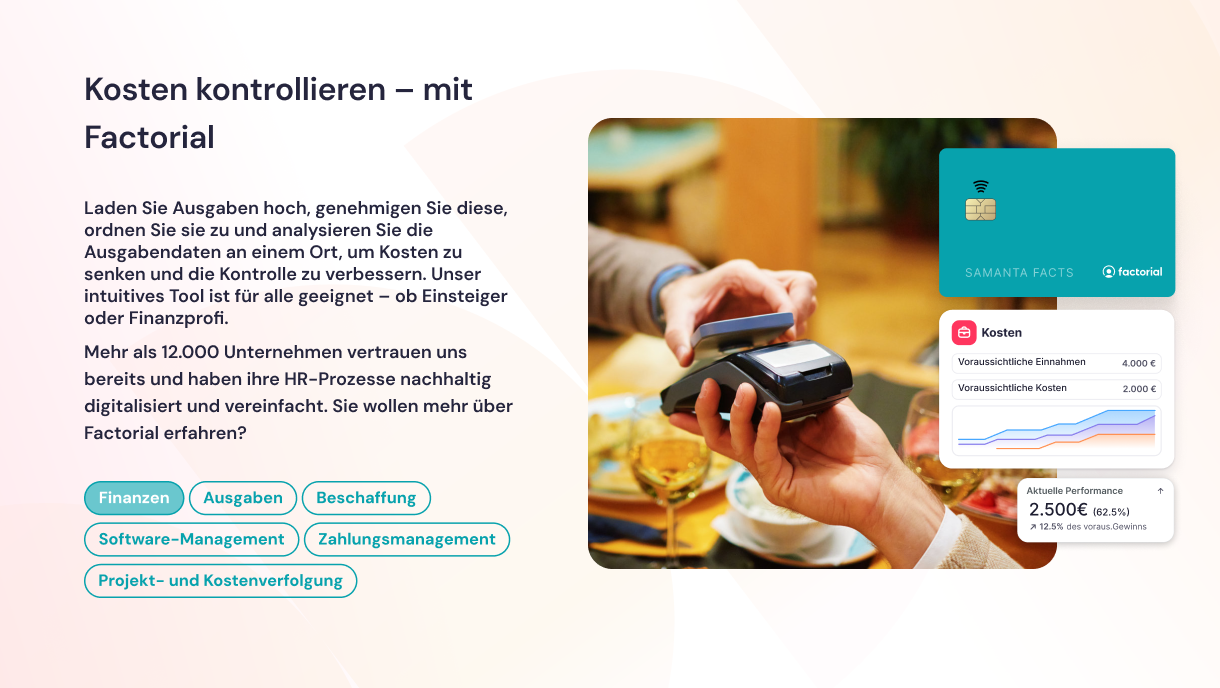 Kosten kontrollieren – mit
Factorial
Laden Sie Ausgaben hoch, genehmigen Sie diese,
ordnen Sie sie zu und analysieren Sie die
Ausgabendaten an einem Ort, um Kosten zu
senken und die Kontrolle zu verbessern. Unser
intuitives Tool ist für alle geeignet – ob Einsteiger
oder Finanzprofi.
Mehr als 12.000 Unternehmen vertrauen uns
bereits und haben ihre HR-Prozesse nachhaltig
digitalisiert und vereinfacht. Sie wollen mehr über
Factorial erfahren?
Finanzen Ausgaben Beschaffung
Software-Management Zahlungsmanagement
Projekt- und Kostenverfolgung
SAMANTA FACTS factorial
Kosten
Voraussichtliche Einnahmen 4.000 €
Voraussichtliche Kosten 2.000 €
Aktuelle Performance ↑
2.500€ (62.5%)
↗ 12.5% des voraus.Gewinns